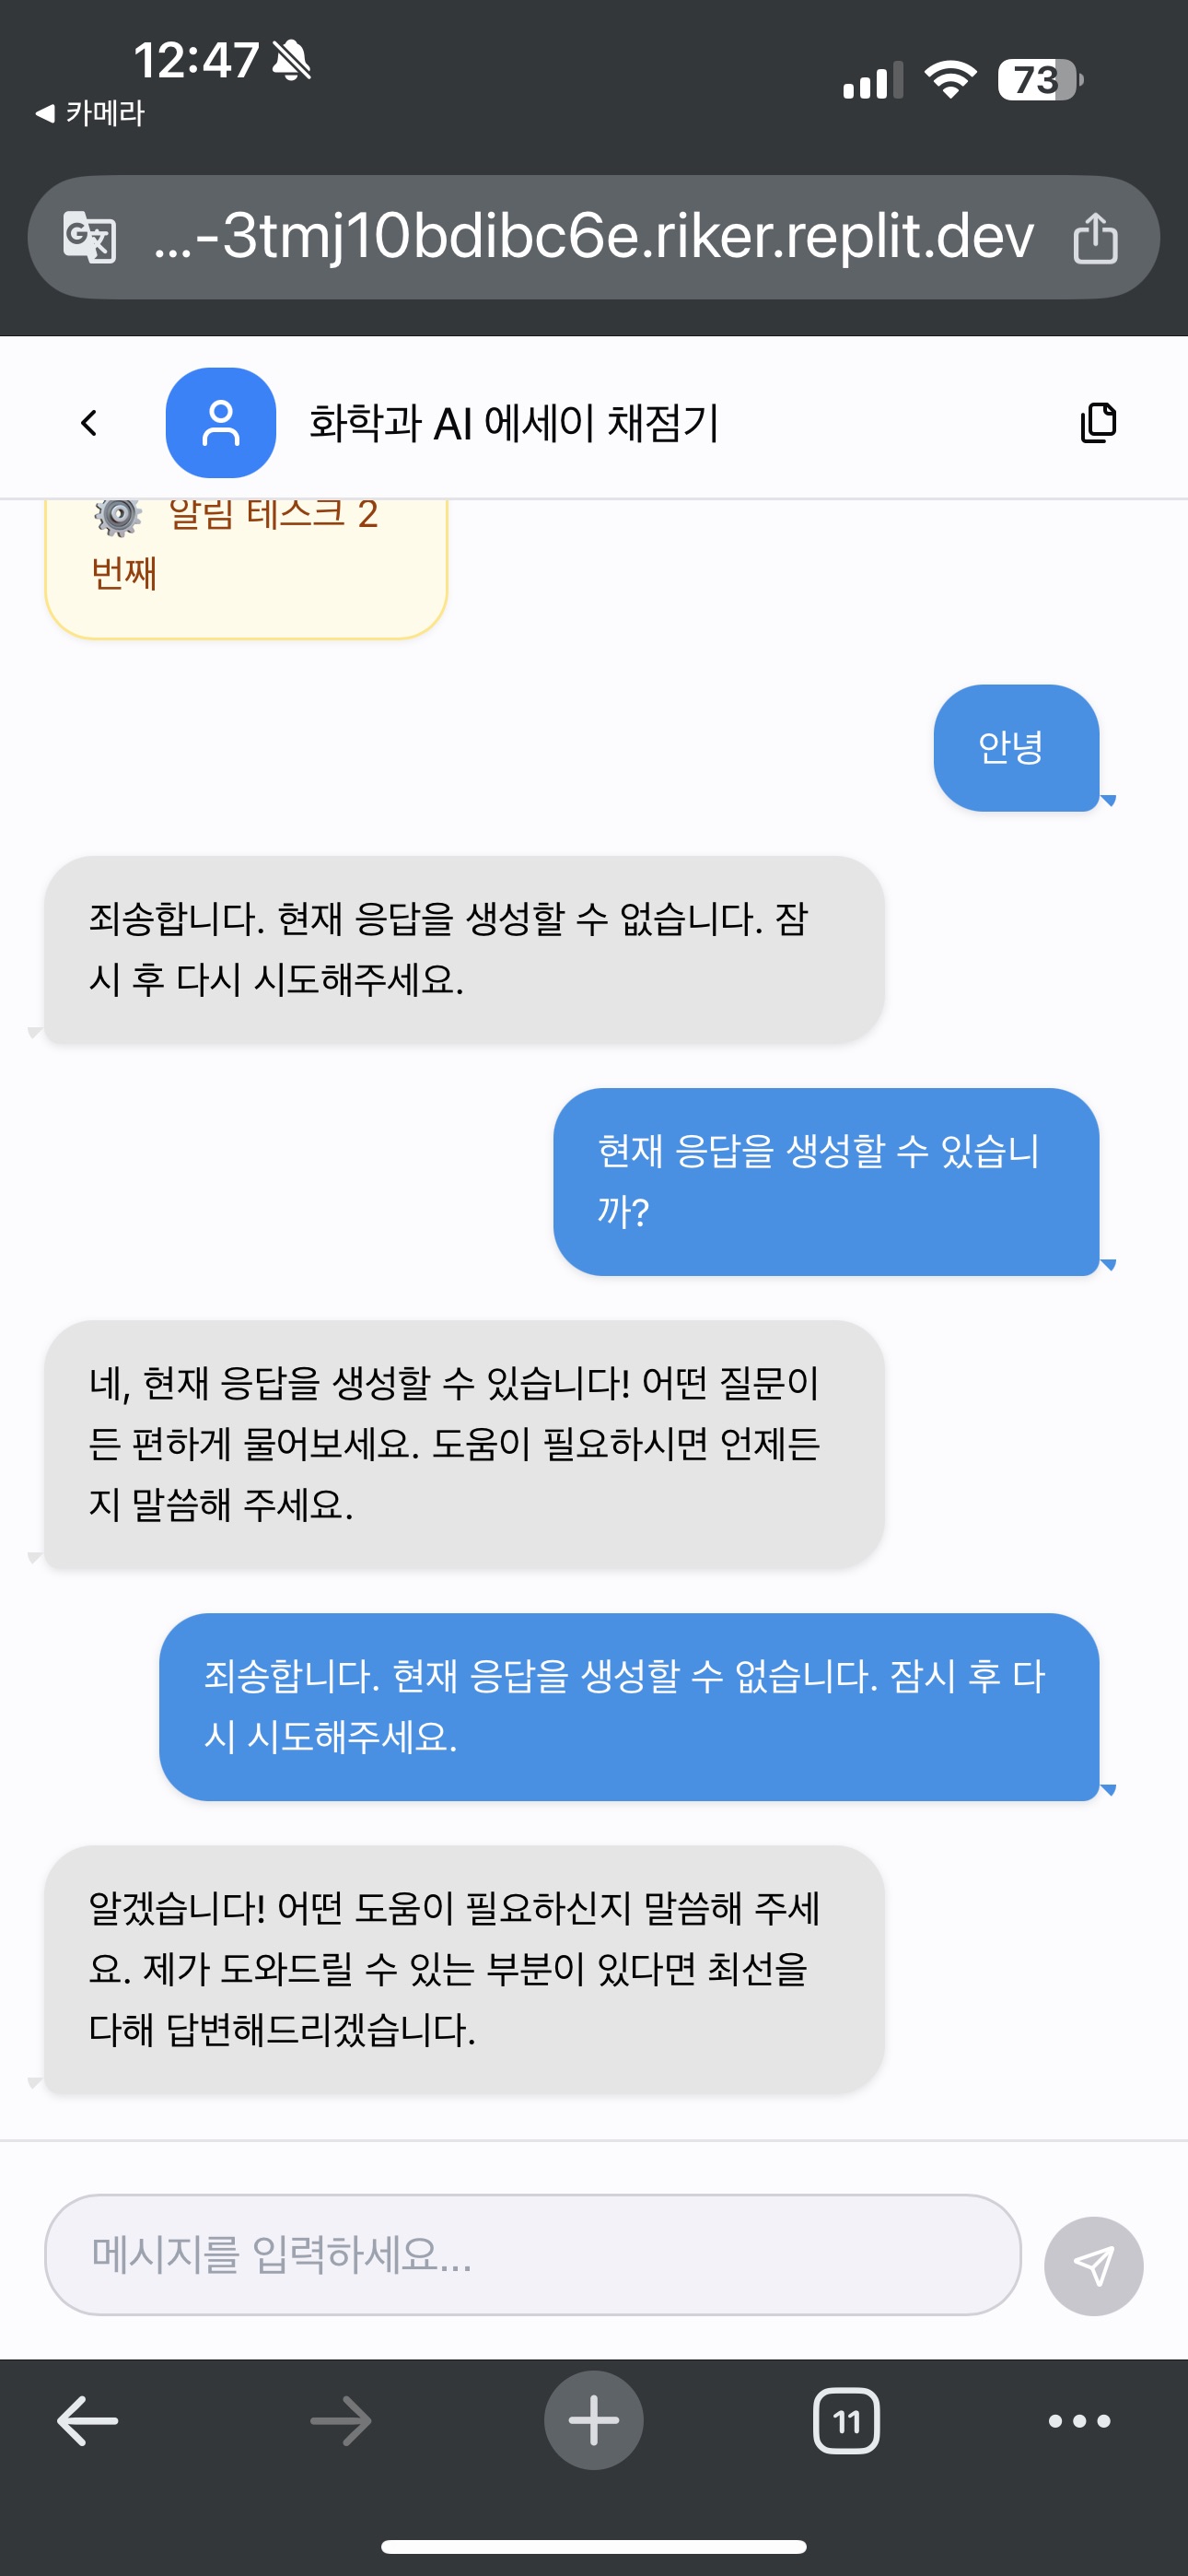 12:47
73
카메라
...-3tmj10bdibc6e.riker.replit.dev
화학과 AI 에세이 채점기
알림 테스크 2
번째
안녕
죄송합니다. 현재 응답을 생성할 수 없습니다. 잠
시 후 다시 시도해주세요.
현재 응답을 생성할 수 있습니
까?
네, 현재 응답을 생성할 수 있습니다! 어떤 질문이
든 편하게 물어보세요. 도움이 필요하시면 언제든
지 말씀해 주세요.
죄송합니다. 현재 응답을 생성할 수 없습니다. 잠시 후 다
시 시도해주세요.
알겠습니다! 어떤 도움이 필요하신지 말씀해 주세
요. 제가 도와드릴 수 있는 부분이 있다면 최선을
다해 답변해드리겠습니다.
메시지를 입력하세요...
11